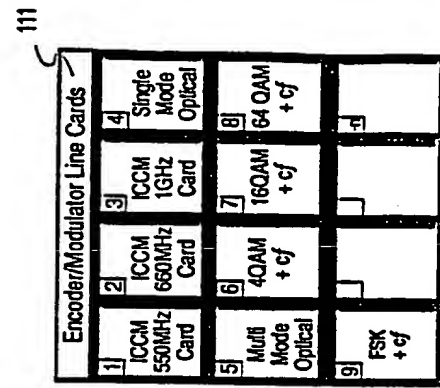 111
Encoder/Modulator Line Cards
1
ICCM
550MHz
Card
2
ICCM
660MHz
Card
3
ICCM
1GHz
Card
4
Single
Mode
Optical
5
Multi
Mode
Optical
6
4QAM
+ cf
7
16QAM
+ cf
8
64 QAM
+ cf
9
FSK
+ cf
n